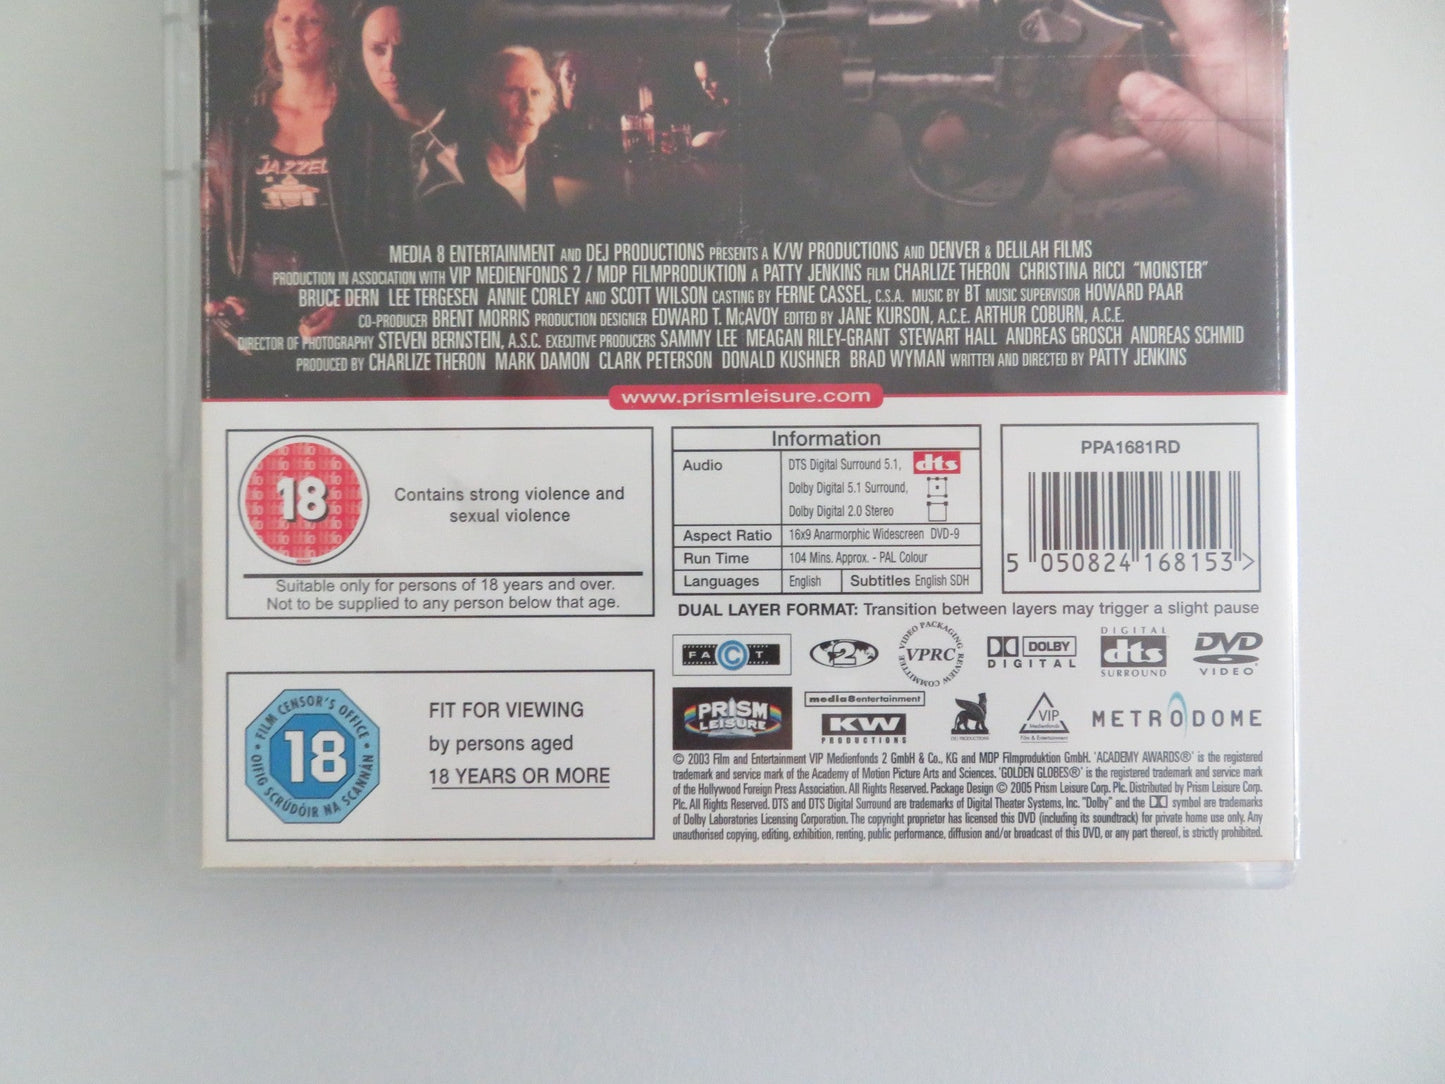 JAZZEL
MEDIA 8 ENTERTAINMENT AND DEJ PRODUCTIONS PRESENTS A K/W PRODUCTIONS AND DENVER & DELILAH FILMS
PRODUCTION IN ASSOCIATION WITH VIP MEDIENFONDS 2 / MDP FILMPRODUKTION A PATTY JENKINS FILM CHARLIZE THERON CHRISTINA RICCI "MONSTER"
BRUCE DERN LEE TERGESEN ANNIE CORLEY AND SCOTT WILSON CASTING BY FERNE CASSEL, C.S.A. MUSIC BY BT MUSIC SUPERVISOR HOWARD PAAR
CO-PRODUCER BRENT MORRIS PRODUCTION DESIGNER EDWARD T. McAVOY EDITED BY JANE KURSON, A.C.E. ARTHUR COBURN, A.C.E.
DIRECTOR OF PHOTOGRAPHY STEVEN BERNSTEIN, A.S.C. EXECUTIVE PRODUCERS SAMMY LEE MEAGAN RILEY-GRANT STEWART HALL ANDREAS GROSCH ANDREAS SCHMID
PRODUCED BY CHARLIZE THERON MARK DAMON CLARK PETERSON DONALD KUSHNER BRAD WYMAN WRITTEN AND DIRECTED BY PATTY JENKINS
www.prismleisure.com
18
Contains strong violence and
sexual violence
Suitable only for persons of 18 years and over.
Not to be supplied to any person below that age.
Information
Audio DTS Digital Surround 5.1, dts
Dolby Digital 5.1 Surround,
Dolby Digital 2.0 Stereo
Aspect Ratio 16x9 Anarmorphic Widescreen DVD-9
Run Time 104 Mins. Approx. - PAL Colour
Languages English Subtitles English SDH
PPA1681RD
5 050824 168153 >
DUAL LAYER FORMAT: Transition between layers may trigger a slight pause
FACT
2
VIDEO PACKAGING REVIEW COMMITTEE
VPRC
DOLBY
DIGITAL
DIGITAL
dts
SURROUND
DVD
VIDEO
FILM CENSOR'S OFFICE
18
OIFIG SCRÚDÓIR NA SCANNÁN
FIT FOR VIEWING
by persons aged
18 YEARS OR MORE
PRISM
LEISURE
media8entertainment
KW
PRODUCTIONS
DEJ PRODUCTIONS
VIP
Medienfonds
Film & Entertainment
METRODOME
© 2003 Film and Entertainment VIP Medienfonds 2 GmbH & Co., KG and MDP Filmproduktion GmbH. 'ACADEMY AWARDS®' is the registered
trademark and service mark of the Academy of Motion Picture Arts and Sciences. 'GOLDEN GLOBES®' is the registered trademark and service mark
of the Hollywood Foreign Press Association. All Rights Reserved. Package Design © 2005 Prism Leisure Corp. Plc. Distributed by Prism Leisure Corp.
Plc. All Rights Reserved. DTS and DTS Digital Surround are trademarks of Digital Theater Systems, Inc. "Dolby" and the symbol are trademarks
of Dolby Laboratories Licensing Corporation. The copyright proprietor has licensed this DVD (including its soundtrack) for private home use only. Any
unauthorised copying, editing, exhibition, renting, public performance, diffusion and/or broadcast of this DVD, or any part thereof, is strictly prohibited.